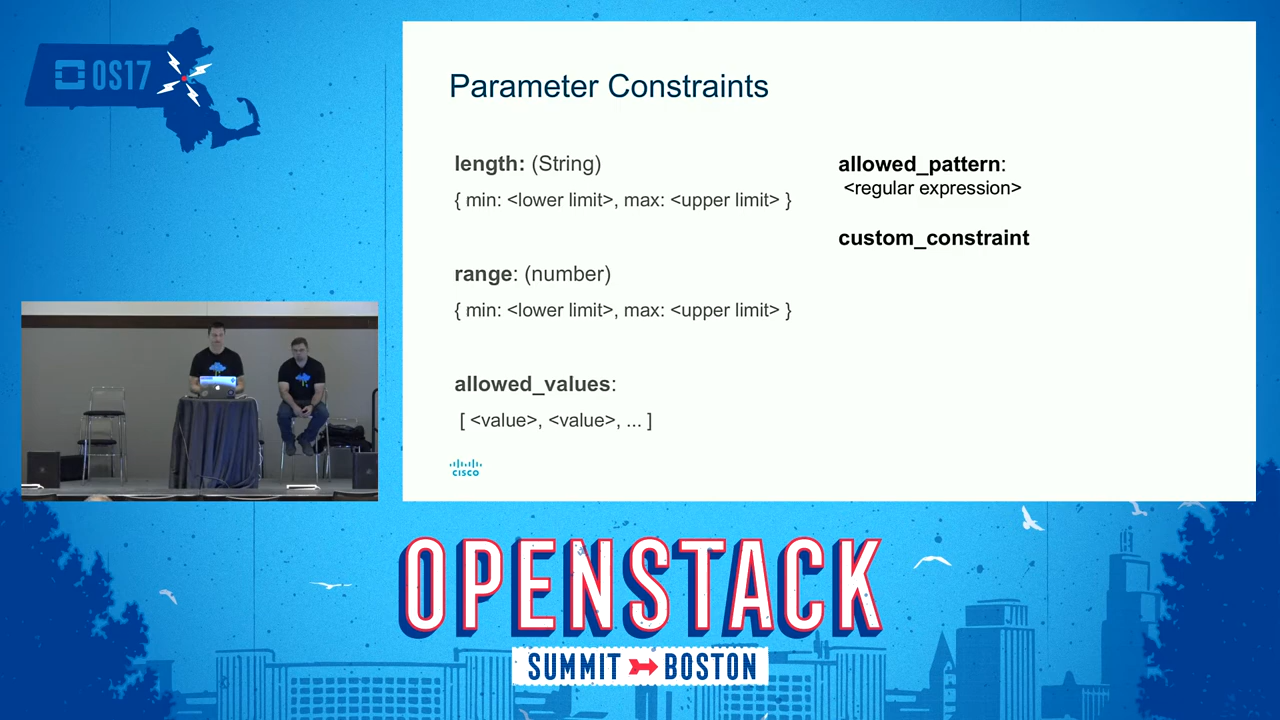 OS17
Parameter Constraints
length: (String)
{ min: <lower limit>, max: <upper limit> }
range: (number)
{ min: <lower limit>, max: <upper limit> }
allowed_values:
[ <value>, <value>, ... ]
allowed_pattern:
<regular expression>
custom_constraint
cisco
OPENSTACK
SUMMIT BOSTON